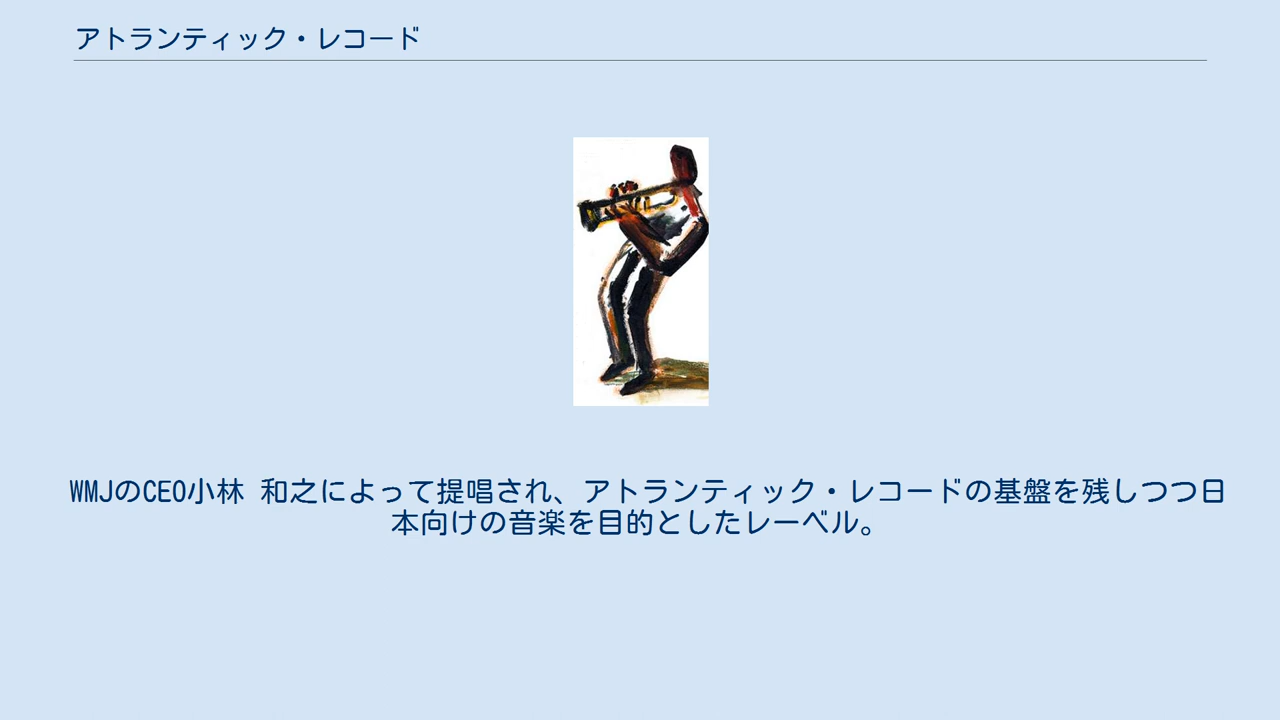 アトランティック・レコード
WMJのCEO小林 和之によって提唱され、アトランティック・レコードの基盤を残しつつ日
本向けの音楽を目的としたレーベル。